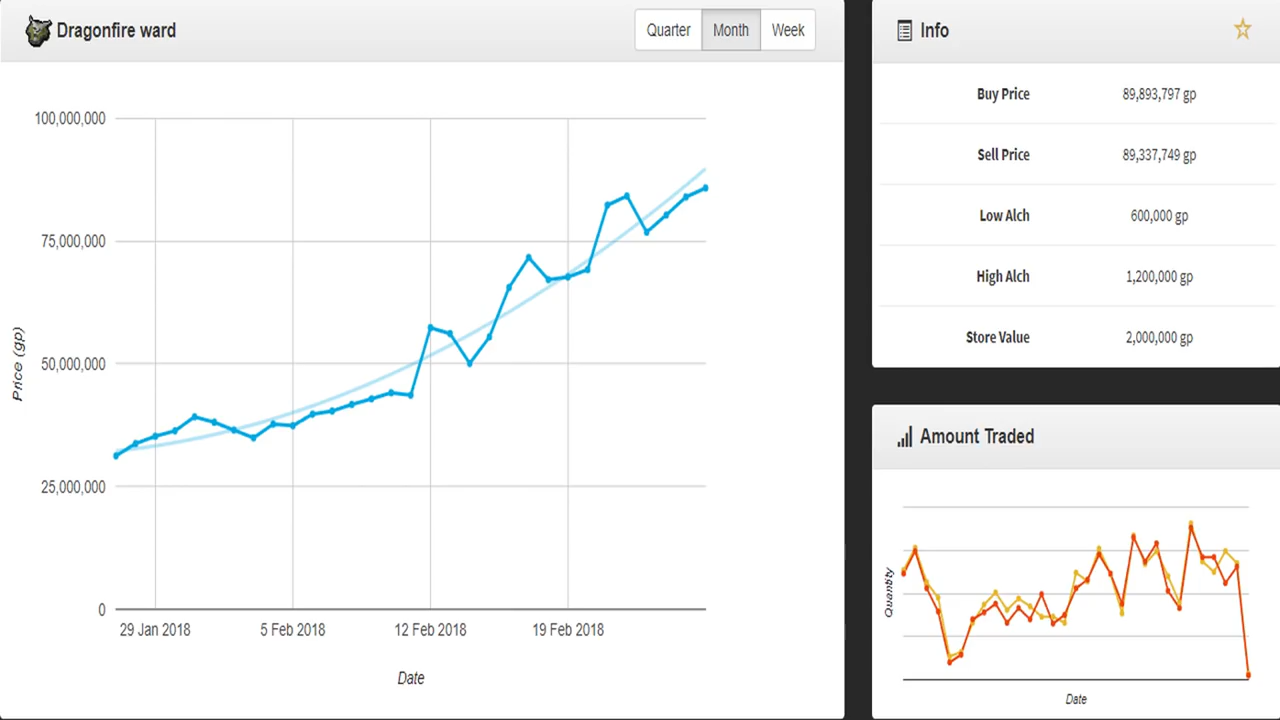 Dragonfire ward
Quarter Month Week
100,000,000
75,000,000
50,000,000
25,000,000
0
Price (gp)
29 Jan 2018 5 Feb 2018 12 Feb 2018 19 Feb 2018
Date
Info
Buy Price 89,893,797 gp
Sell Price 89,337,749 gp
Low Alch 600,000 gp
High Alch 1,200,000 gp
Store Value 2,000,000 gp
Amount Traded
Quantity
Date